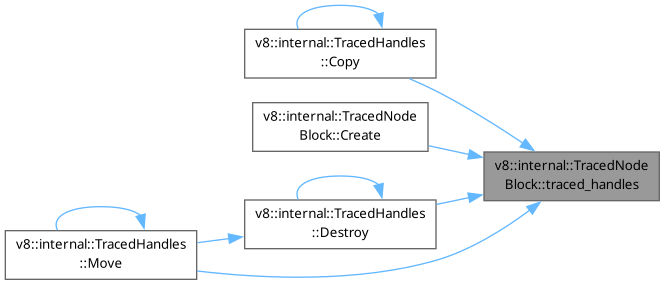 v8::internal::TracedHandles
::Copy
v8::internal::TracedNode
Block::Create
v8::internal::TracedNode
Block::traced_handles
v8::internal::TracedHandles
::Destroy
v8::internal::TracedHandles
::Move